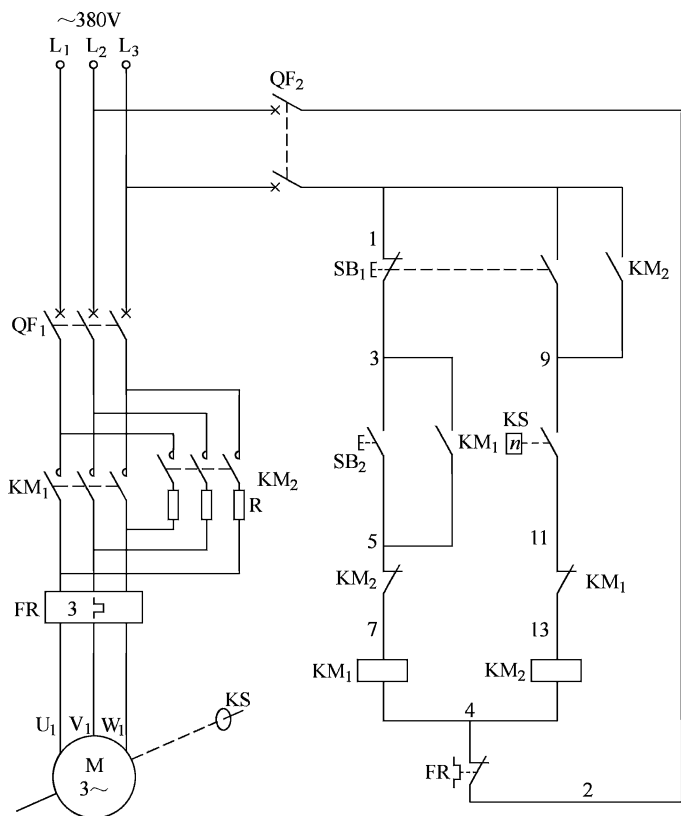 ~380V
L₁ L₂ L₃
QF₂
1
SB₁
KM₂
QF₁
3
9
KS
n
KM₁
SB₂
KM₁
KM₂
R
5
11
KM₂
KM₁
FR
3
7
13
KM₁
KM₂
KS
4
U₁ V₁ W₁
M
3~
FR
2